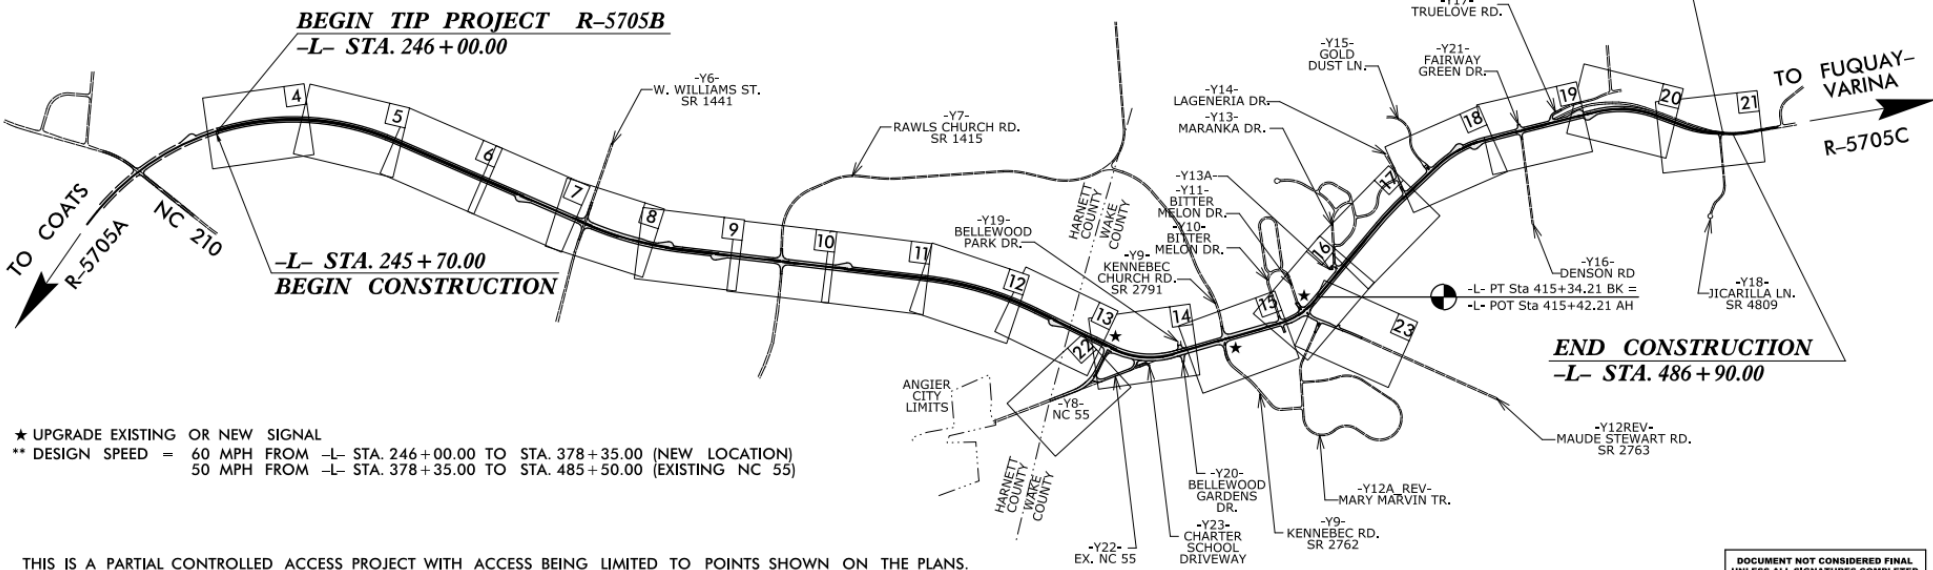 BEGIN TIP PROJECT R–5705B
–L– STA. 246+00.00
TO COATS
R–5705A
NC 210
–L– STA. 245+70.00
BEGIN CONSTRUCTION
4
5
6
7
8
9
10
11
12
13
14
15
16
17
18
19
20
21
22
23
-Y6-
W. WILLIAMS ST.
SR 1441
-Y7-
RAWLS CHURCH RD.
SR 1415
HARNETT
COUNTY
WAKE
COUNTY
-Y19-
BELLEWOOD
PARK DR.
-Y9-
KENNEBEC
CHURCH RD.
SR 2791
-Y13A-
-Y11-
BITTER
MELON DR.
-Y10-
BITTER
MELON DR.
-Y14-
LAGENERIA DR.
-Y13-
MARANKA DR.
-Y15-
GOLD
DUST LN.
-Y17-
TRUELOVE RD.
-Y21-
FAIRWAY
GREEN DR.
TO FUQUAY–
VARINA
R–5705C
-Y16-
DENSON RD
-Y18-
JICARILLA LN.
SR 4809
-L- PT Sta 415+34.21 BK =
-L- POT Sta 415+42.21 AH
END CONSTRUCTION
–L– STA. 486+90.00
ANGIER
CITY
LIMITS
-Y8-
NC 55
HARNETT
COUNTY
WAKE
COUNTY
-Y22-
EX. NC 55
-Y23-
CHARTER
SCHOOL
DRIVEWAY
-Y20-
BELLEWOOD
GARDENS
DR.
-Y9-
KENNEBEC RD.
SR 2762
-Y12A_REV-
MARY MARVIN TR.
-Y12REV-
MAUDE STEWART RD.
SR 2763
★ UPGRADE EXISTING OR NEW SIGNAL
** DESIGN SPEED = 60 MPH FROM –L– STA. 246+00.00 TO STA. 378+35.00 (NEW LOCATION)
50 MPH FROM –L– STA. 378+35.00 TO STA. 485+50.00 (EXISTING NC 55)
THIS IS A PARTIAL CONTROLLED ACCESS PROJECT WITH ACCESS BEING LIMITED TO POINTS SHOWN ON THE PLANS.
DOCUMENT NOT CONSIDERED FINAL
UNLESS ALL SIGNATURES COMPLETED